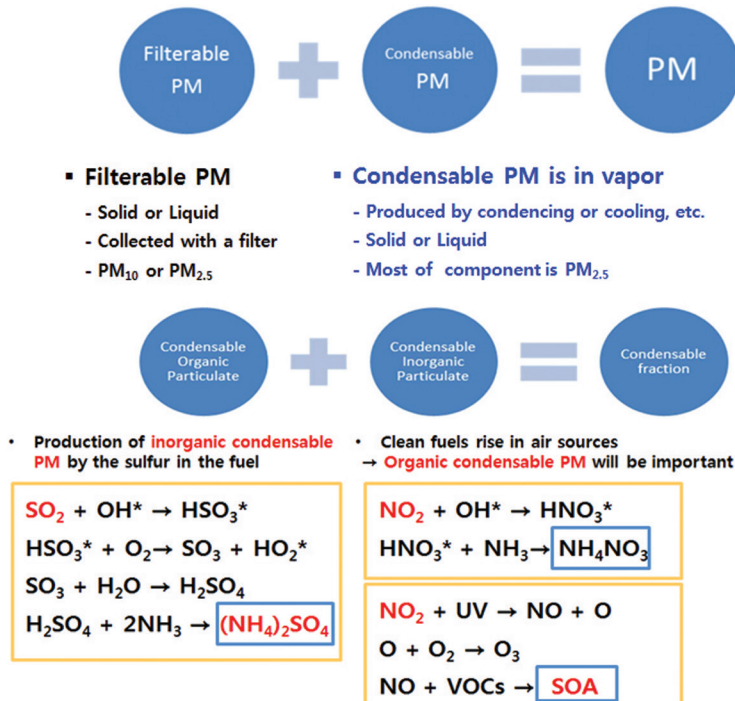 Filterable
PM
Condensable
PM
PM
▪ Filterable PM
- Solid or Liquid
- Collected with a filter
- PM₁₀ or PM₂.₅
▪ Condensable PM is in vapor
- Produced by condencing or cooling, etc.
- Solid or Liquid
- Most of component is PM₂.₅
Condensable
Organic
Particulate
Condensable
Inorganic
Particulate
Condensable
fraction
• Production of inorganic condensable
PM by the sulfur in the fuel
SO₂ + OH* → HSO₃*
HSO₃* + O₂→ SO₃ + HO₂*
SO₃ + H₂O → H₂SO₄
H₂SO₄ + 2NH₃ → (NH₄)₂SO₄
• Clean fuels rise in air sources
→ Organic condensable PM will be important
NO₂ + OH* → HNO₃*
HNO₃* + NH₃→ NH₄NO₃
NO₂ + UV → NO + O
O + O₂ → O₃
NO + VOCs → SOA